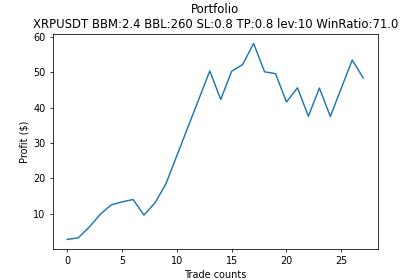 Portfolio
XRPUSDT BBM:2.4 BBL:260 SL:0.8 TP:0.8 lev:10 WinRatio:71.0
60
50
40
30
20
10
Profit ($)
0 5 10 15 20 25
Trade counts